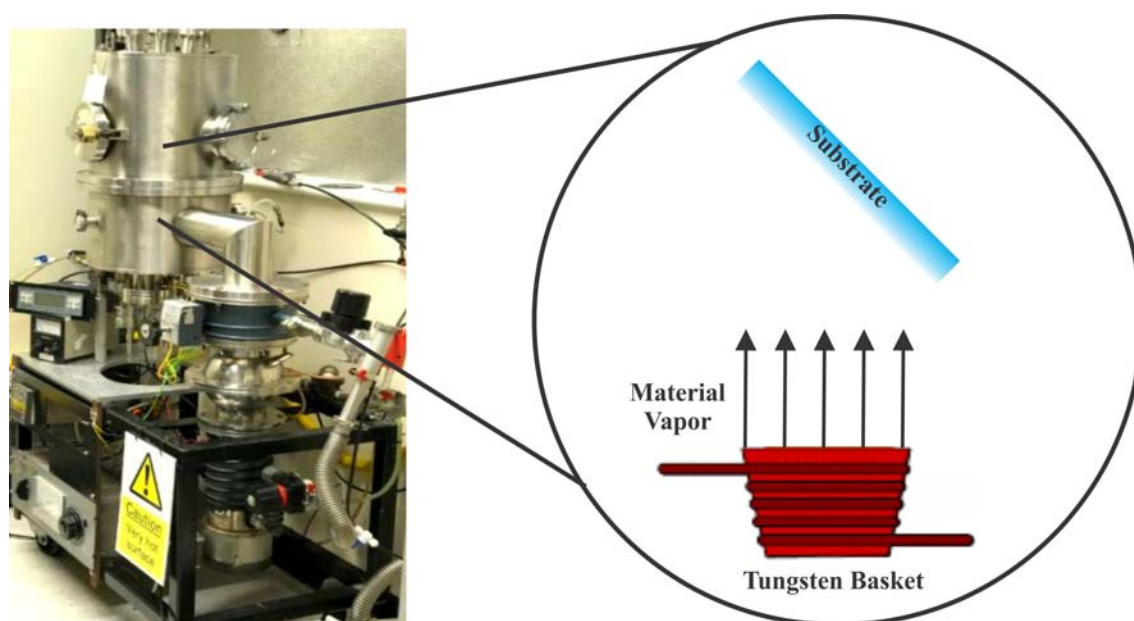 Substrate
Material
Vapor
Tungsten Basket
Caution
Very hot
surface